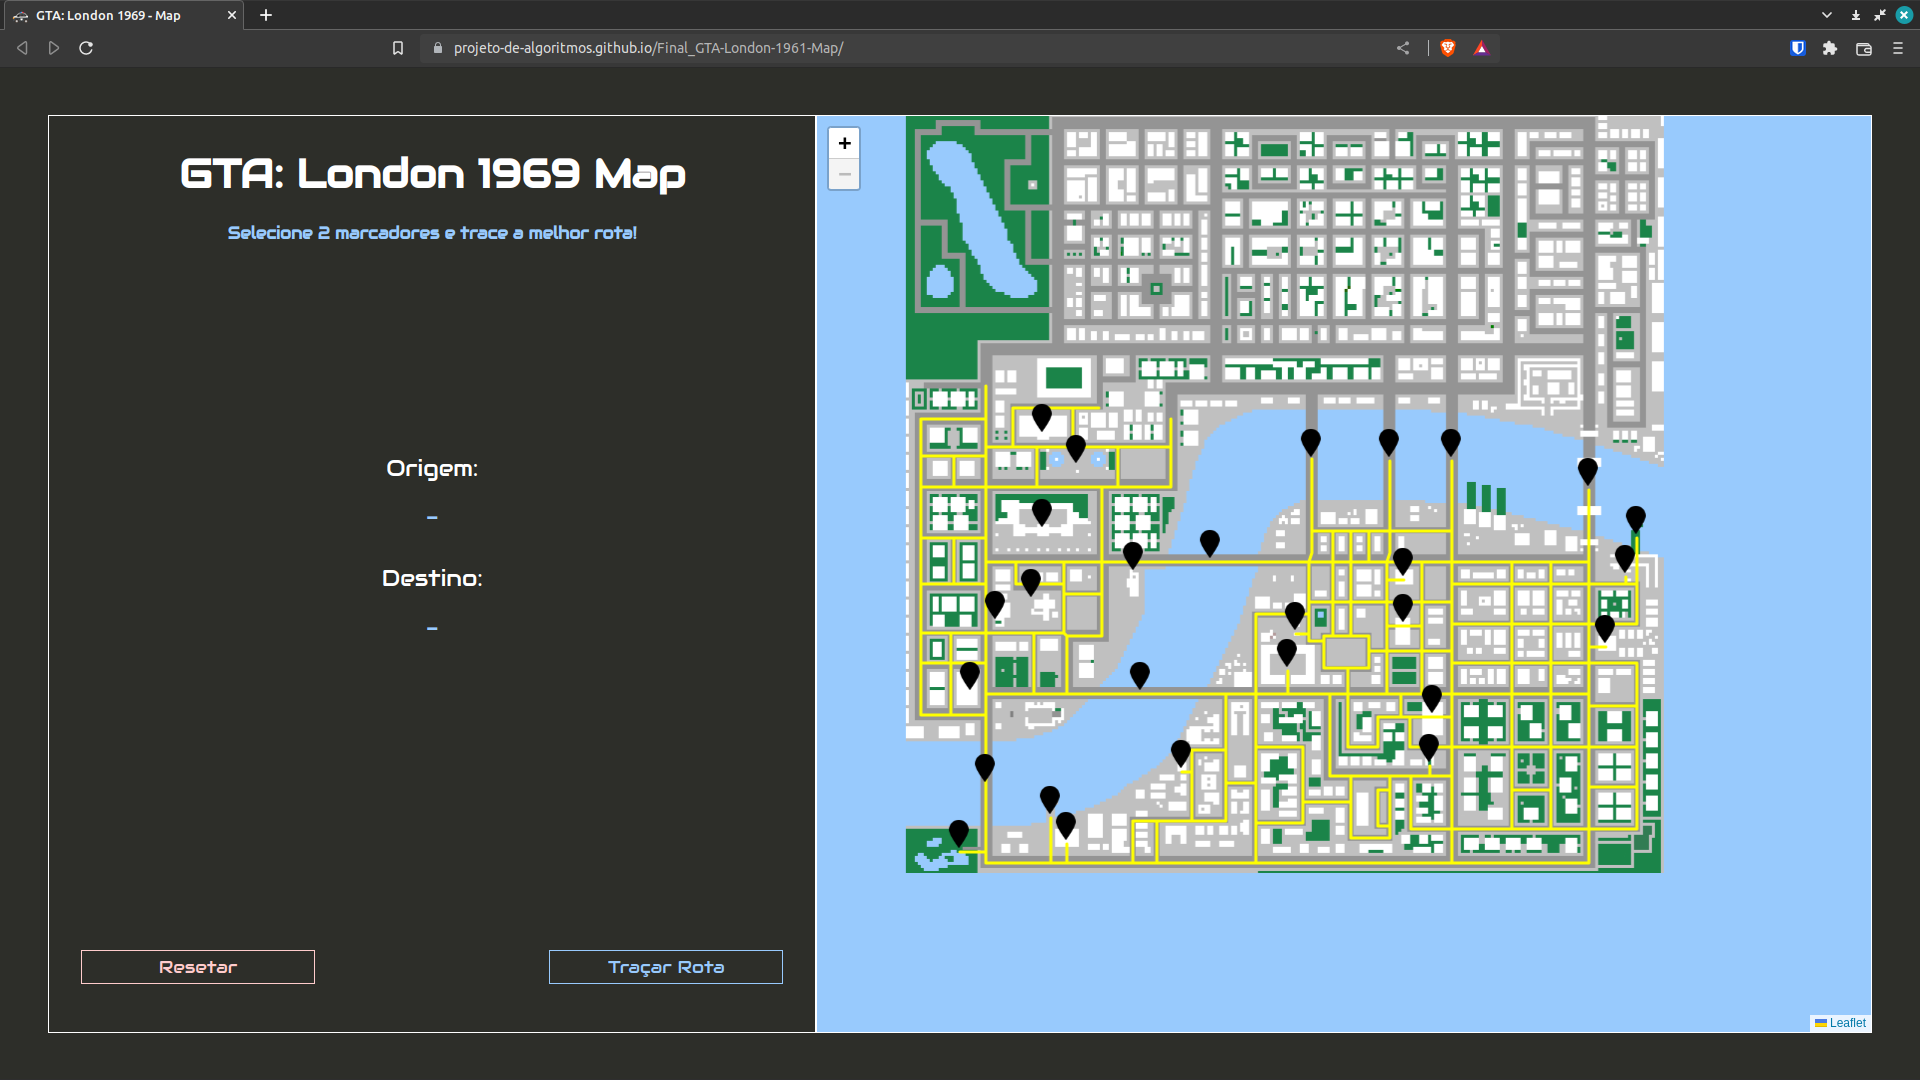 GTA: London 1969 - Map
projeto-de-algoritmos.github.io/Final_GTA-London-1961-Map/
GTA: London 1969 Map
Selecione 2 marcadores e trace a melhor rota!
Origem:
-
Destino:
-
Resetar
Traçar Rota
+
−
Leaflet